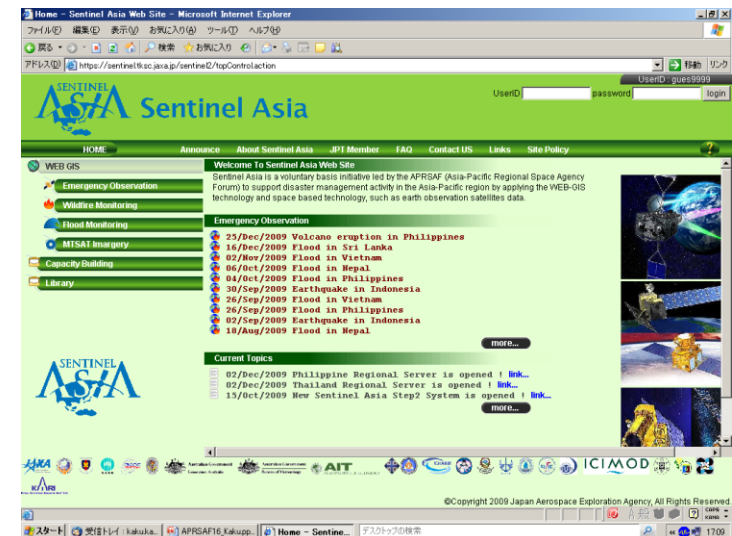 Home - Sentinel Asia Web Site - Microsoft Internet Explorer
ファイル(F) 編集(E) 表示(V) お気に入り(A) ツール(T) ヘルプ(H)
戻る 検索 お気に入り
アドレス(D) https://sentinel.tksc.jaxa.jp/sentinel2/topControl.action 移動 リンク
UserID : gues9999
SENTINEL ASIA Sentinel Asia UserID password login
HOME Announce About Sentinel Asia JPT Member FAQ Contact US Links Site Policy ?
WEB GIS
Emergency Observation
Wildfire Monitoring
Flood Monitoring
MTSAT Imargery
Capacity Building
Library
SENTINEL ASIA
Welcome To Sentinel Asia Web Site
Sentinel Asia is a voluntary basis initiative led by the APRSAF (Asia-Pacific Regional Space Agency
Forum) to support disaster management activity in the Asia-Pacific region by applying the WEB-GIS
technology and space based technology, such as earth observation satellites data.
Emergency Observation
25/Dec/2009 Volcano eruption in Philippines
16/Dec/2009 Flood in Sri Lanka
02/Nov/2009 Flood in Vietnam
06/Oct/2009 Flood in Nepal
04/Oct/2009 Flood in Philippines
30/Sep/2009 Earthquake in Indonesia
26/Sep/2009 Flood in Vietnam
26/Sep/2009 Flood in Philippines
02/Sep/2009 Earthquake in Indonesia
18/Aug/2009 Flood in Nepal
more...
Current Topics
02/Dec/2009 Philippine Regional Server is opened ! link...
02/Dec/2009 Thailand Regional Server is opened ! link...
15/Oct/2009 New Sentinel Asia Step2 System is opened ! link...
more...
AIT ICIMOD
KARI
©Copyright 2009 Japan Aerospace Exploration Agency, All Rights Reserved.
スタート 受信トレイ : kakuka... APRSAF16_Kakupp... Home - Sentine... デスクトップの検索 CAPS KANA 17:09